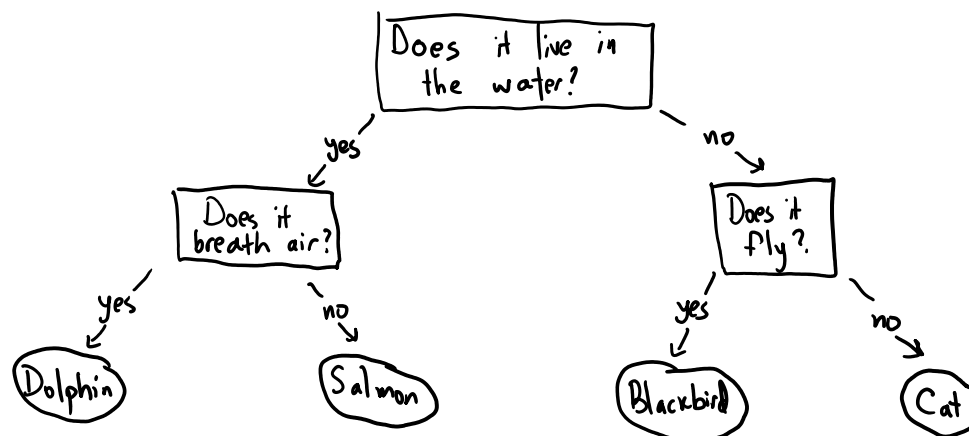 Does it live in
the water?
yes
no
Does it
breath air?
Does it
fly?
yes
no
yes
no
Dolphin
Salmon
Blackbird
Cat